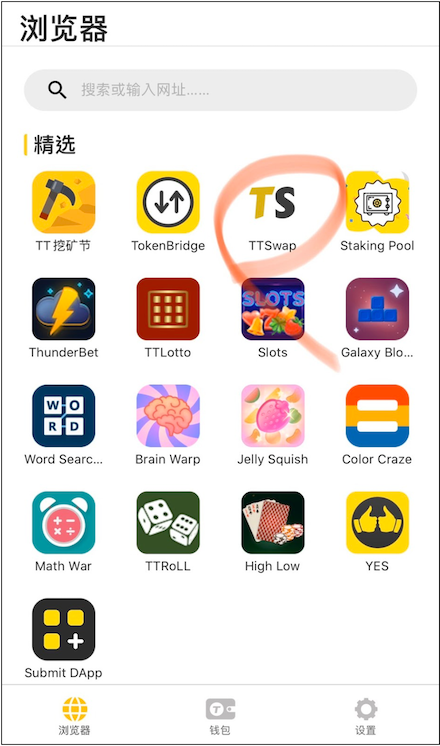 浏览器
搜索或输入网址......
精选
TS
TT挖矿节
TokenBridge
TTSwap
Staking Pool
SLOTS
ThunderBet
TTLotto
Slots
Galaxy Blo...
W O
R D
Word Searc...
Brain Warp
Jelly Squish
Color Craze
Math War
TTRoLL
High Low
YES
Submit DApp
浏览器
T
钱包
设置